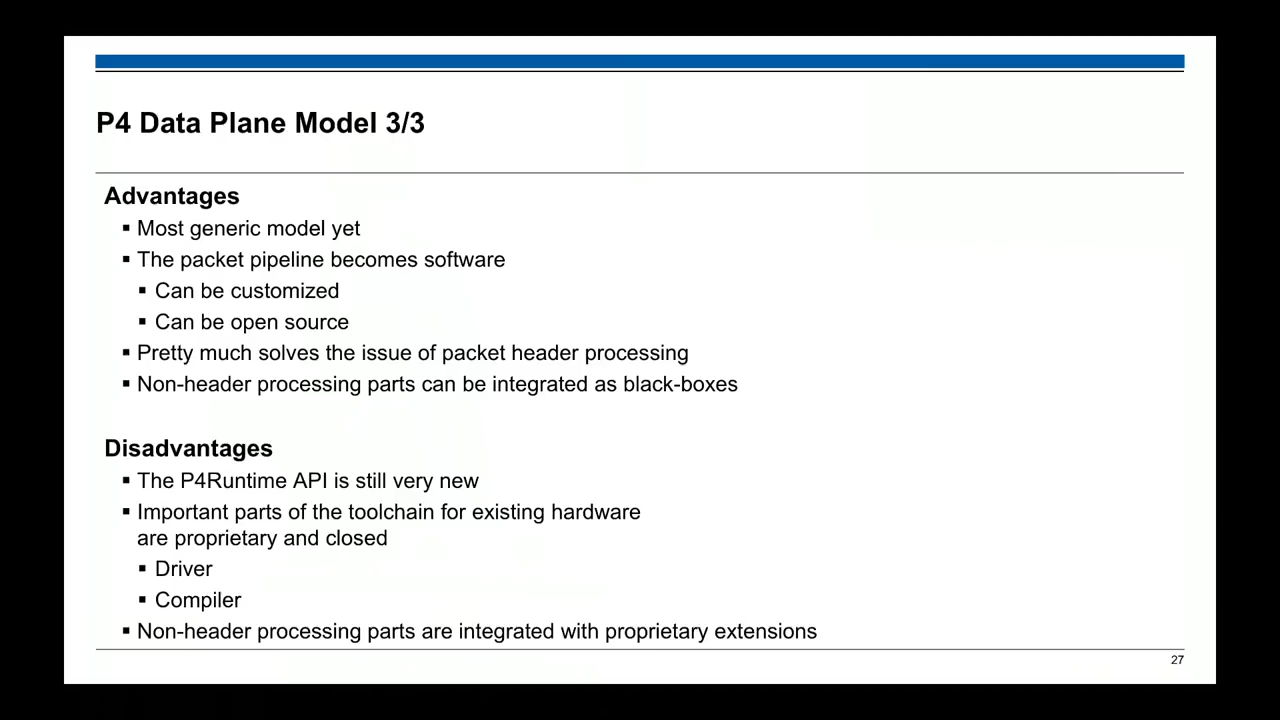 P4 Data Plane Model 3/3
Advantages
▪ Most generic model yet
▪ The packet pipeline becomes software
▪ Can be customized
▪ Can be open source
▪ Pretty much solves the issue of packet header processing
▪ Non-header processing parts can be integrated as black-boxes
Disadvantages
▪ The P4Runtime API is still very new
▪ Important parts of the toolchain for existing hardware
are proprietary and closed
▪ Driver
▪ Compiler
▪ Non-header processing parts are integrated with proprietary extensions
27